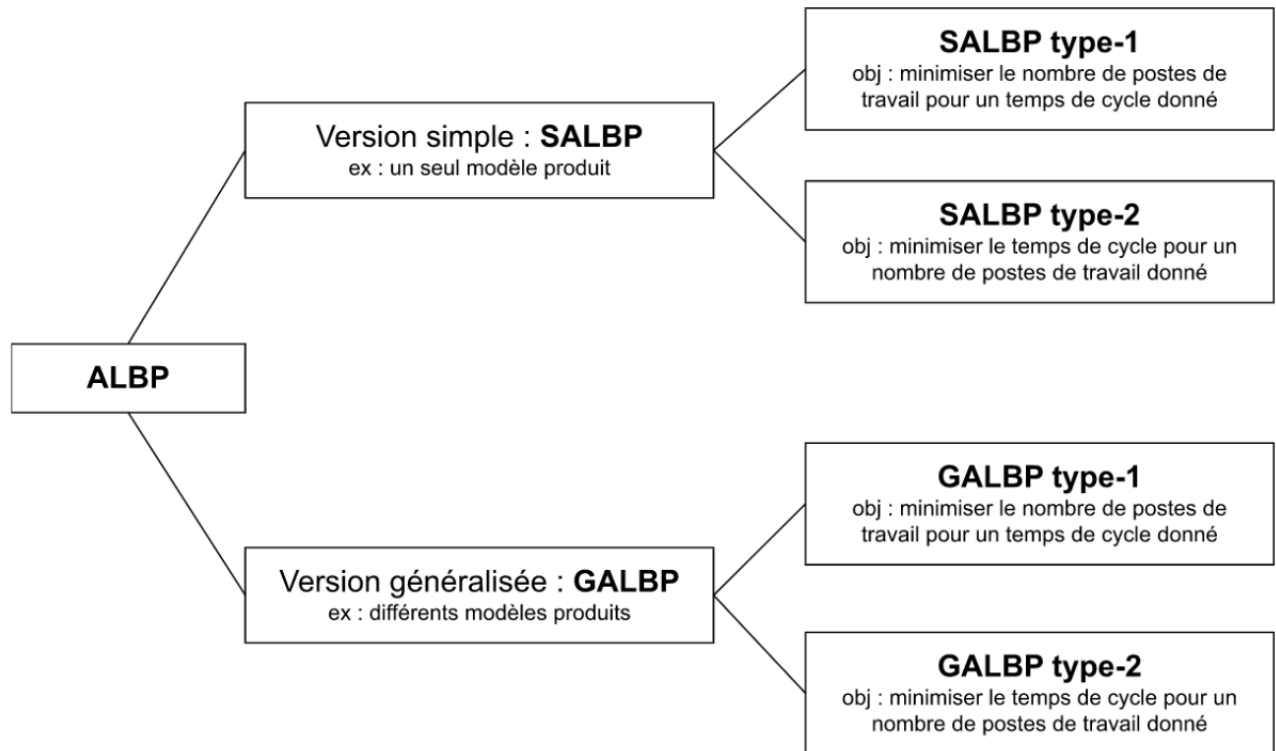 SALBP type-1
obj : minimiser le nombre de postes de
travail pour un temps de cycle donné
Version simple : SALBP
ex : un seul modèle produit
SALBP type-2
obj : minimiser le temps de cycle pour un
nombre de postes de travail donné
ALBP
GALBP type-1
obj : minimiser le nombre de postes de
travail pour un temps de cycle donné
Version généralisée : GALBP
ex : différents modèles produits
GALBP type-2
obj : minimiser le temps de cycle pour un
nombre de postes de travail donné